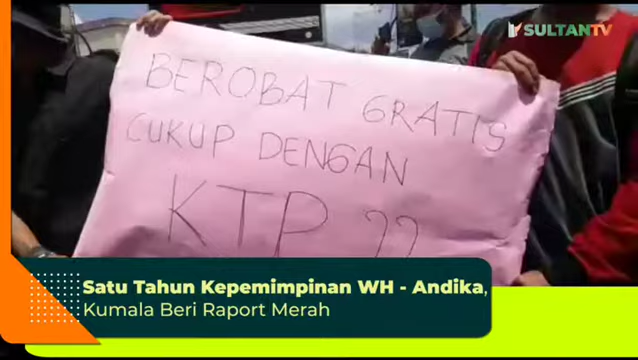 SULTANTV
BEROBAT GRATIS
CUKUP DENGAN
KTP ??
Satu Tahun Kepemimpinan WH - Andika,
Kumala Beri Raport Merah